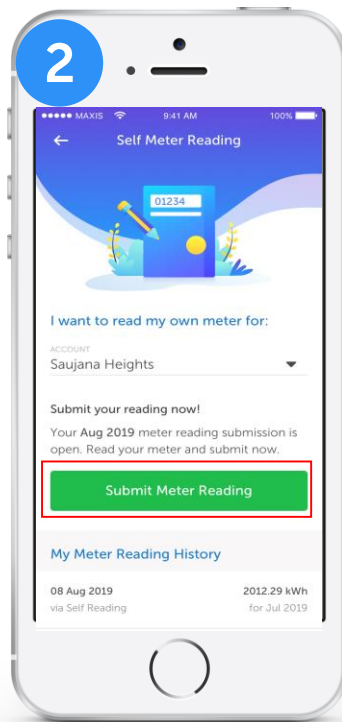 2
MAXIS 9:41 AM 100%
Self Meter Reading
01234
I want to read my own meter for:
ACCOUNT
Saujana Heights
Submit your reading now!
Your Aug 2019 meter reading submission is
open. Read your meter and submit now.
Submit Meter Reading
My Meter Reading History
08 Aug 2019 2012.29 kWh
via Self Reading for Jul 2019